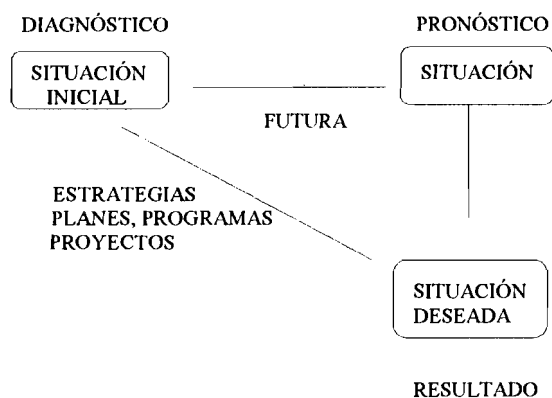 DIAGNÓSTICO
PRONÓSTICO
SITUACIÓN
INICIAL
SITUACIÓN
FUTURA
ESTRATEGIAS
PLANES, PROGRAMAS
PROYECTOS
SITUACIÓN
DESEADA
RESULTADO